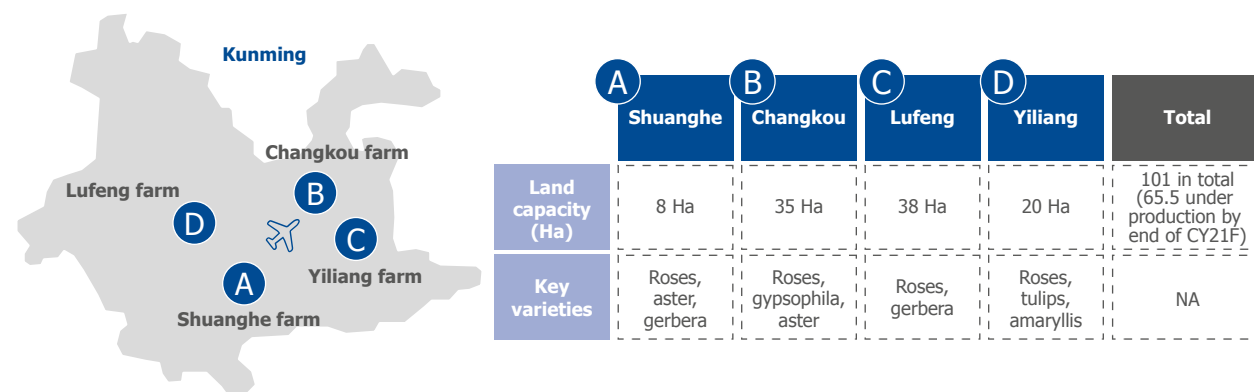 Kunming
Changkou farm
B
Lufeng farm
D
C
Yiliang farm
A
Shuanghe farm
A
B
C
D
Shuanghe
Changkou
Lufeng
Yiliang
Total
Land
capacity
(Ha)
8 Ha
35 Ha
38 Ha
20 Ha
101 in total
(65.5 under
production by
end of CY21F)
Key
varieties
Roses,
aster,
gerbera
Roses,
gypsophila,
aster
Roses,
gerbera
Roses,
tulips,
amaryllis
NA